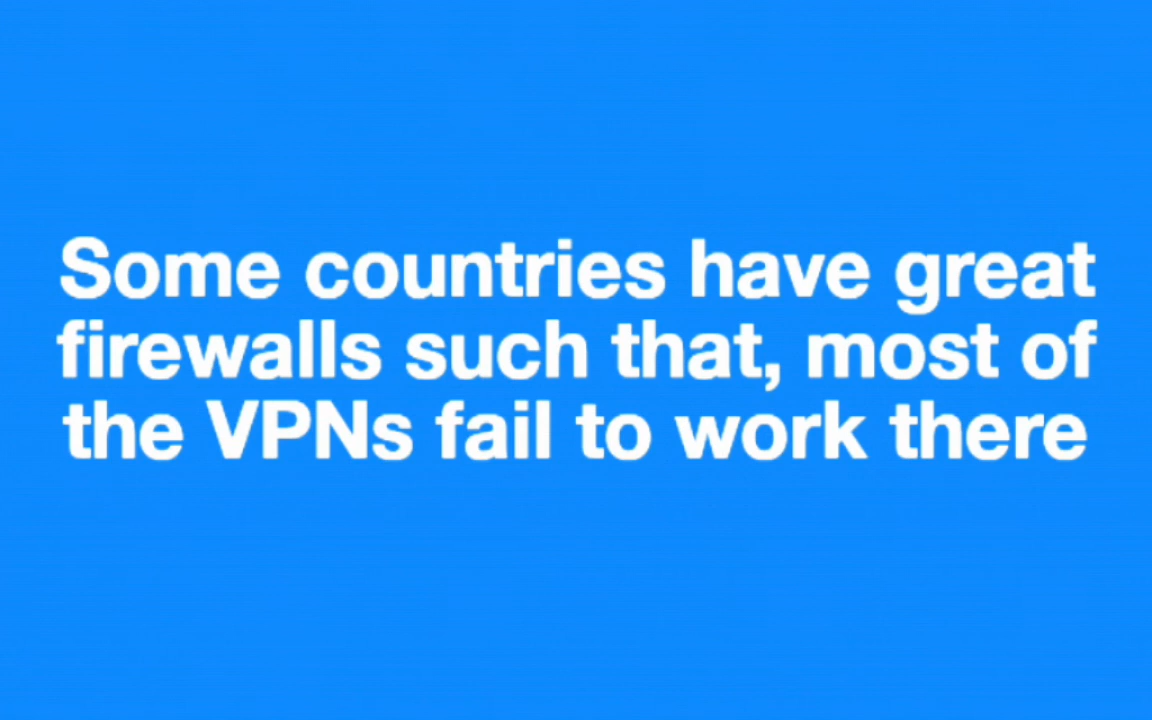 Some countries have great
firewalls such that, most of
the VPNs fail to work there